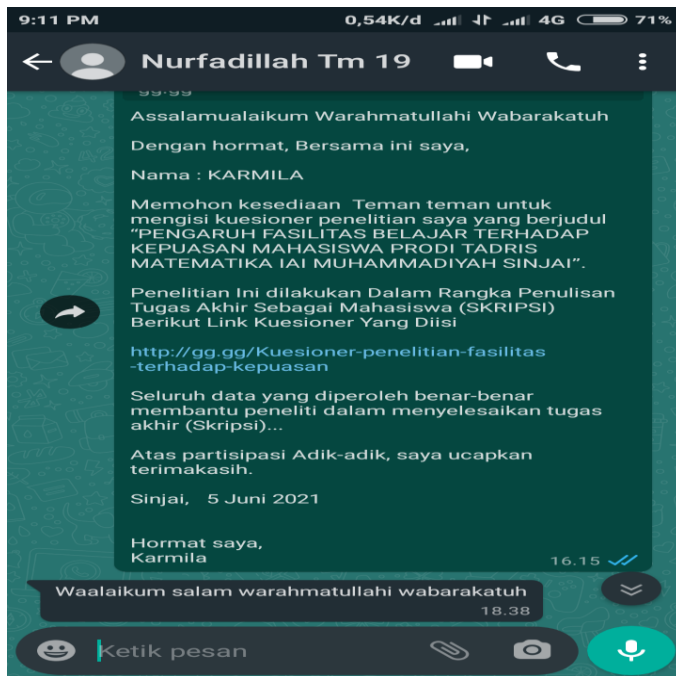 9:11 PM 0,54K/d 4G 71%
Nurfadillah Tm 19
gg.gg
Assalamualaikum Warahmatullahi Wabarakatuh
Dengan hormat, Bersama ini saya,
Nama : KARMILA
Memohon kesediaan Teman teman untuk
mengisi kuesioner penelitian saya yang berjudul
“PENGARUH FASILITAS BELAJAR TERHADAP
KEPUASAN MAHASISWA PRODI TADRIS
MATEMATIKA IAI MUHAMMADIYAH SINJAI”.
Penelitian Ini dilakukan Dalam Rangka Penulisan
Tugas Akhir Sebagai Mahasiswa (SKRIPSI)
Berikut Link Kuesioner Yang Diisi
http://gg.gg/Kuesioner-penelitian-fasilitas
-terhadap-kepuasan
Seluruh data yang diperoleh benar-benar
membantu peneliti dalam menyelesaikan tugas
akhir (Skripsi)...
Atas partisipasi Adik-adik, saya ucapkan
terimakasih.
Sinjai, 5 Juni 2021
Hormat saya,
Karmila
16.15
Waalaikum salam warahmatullahi wabarakatuh
18.38
Ketik pesan